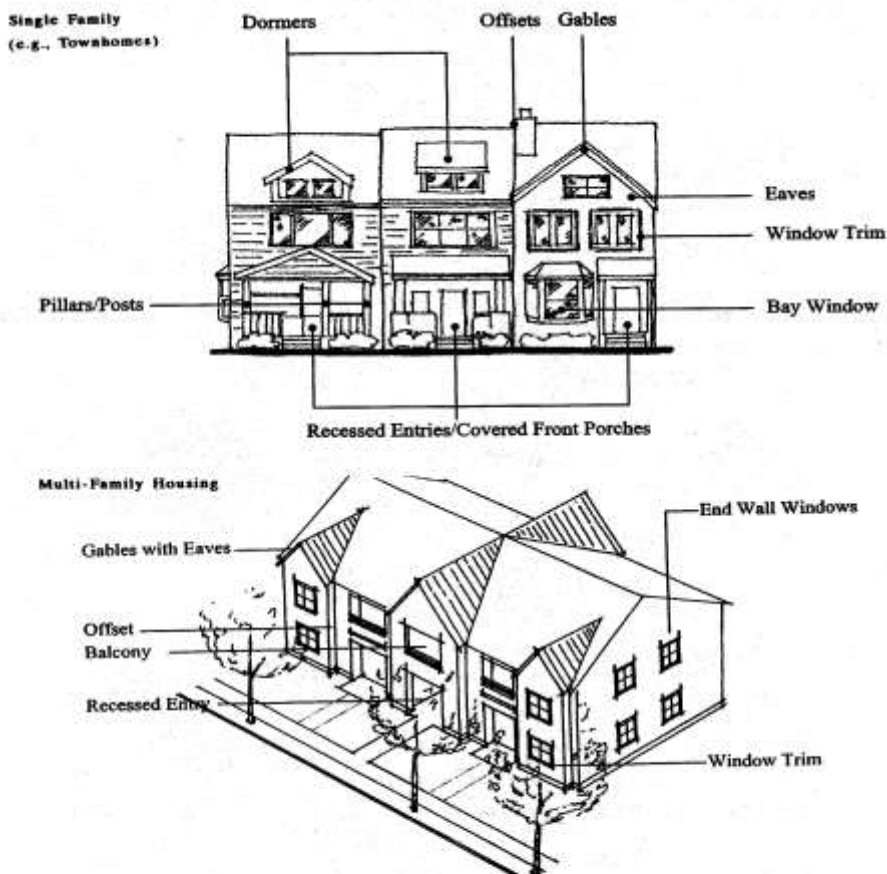 Single Family
(e.g., Townhomes)
Dormers
Offsets
Gables
Eaves
Window Trim
Pillars/Posts
Bay Window
Recessed Entries/Covered Front Porches
Multi-Family Housing
End Wall Windows
Gables with Eaves
Offset
Balcony
Recessed Entry
Window Trim